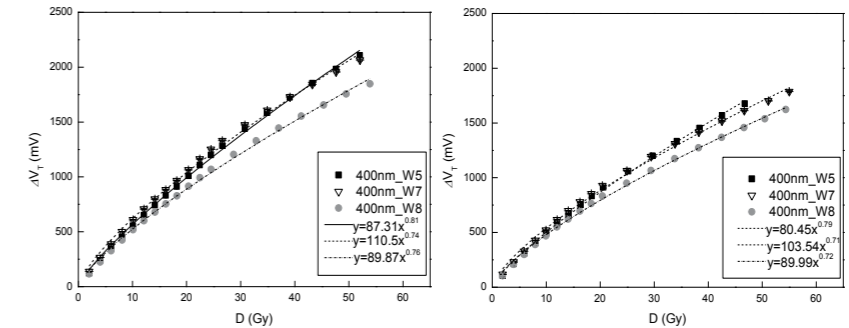 2500
2000
1500
1000
500
0
ΔV_T (mV)
0 10 20 30 40 50 60
D (Gy)
400nm_W5
400nm_W7
400nm_W8
y=87.31x^0.81
y=110.5x^0.74
y=89.87x^0.76
2500
2000
1500
1000
500
0
ΔV_T (mV)
0 10 20 30 40 50 60
D (Gy)
400nm_W5
400nm_W7
400nm_W8
y=80.45x^0.79
y=103.54x^0.71
y=89.99x^0.72